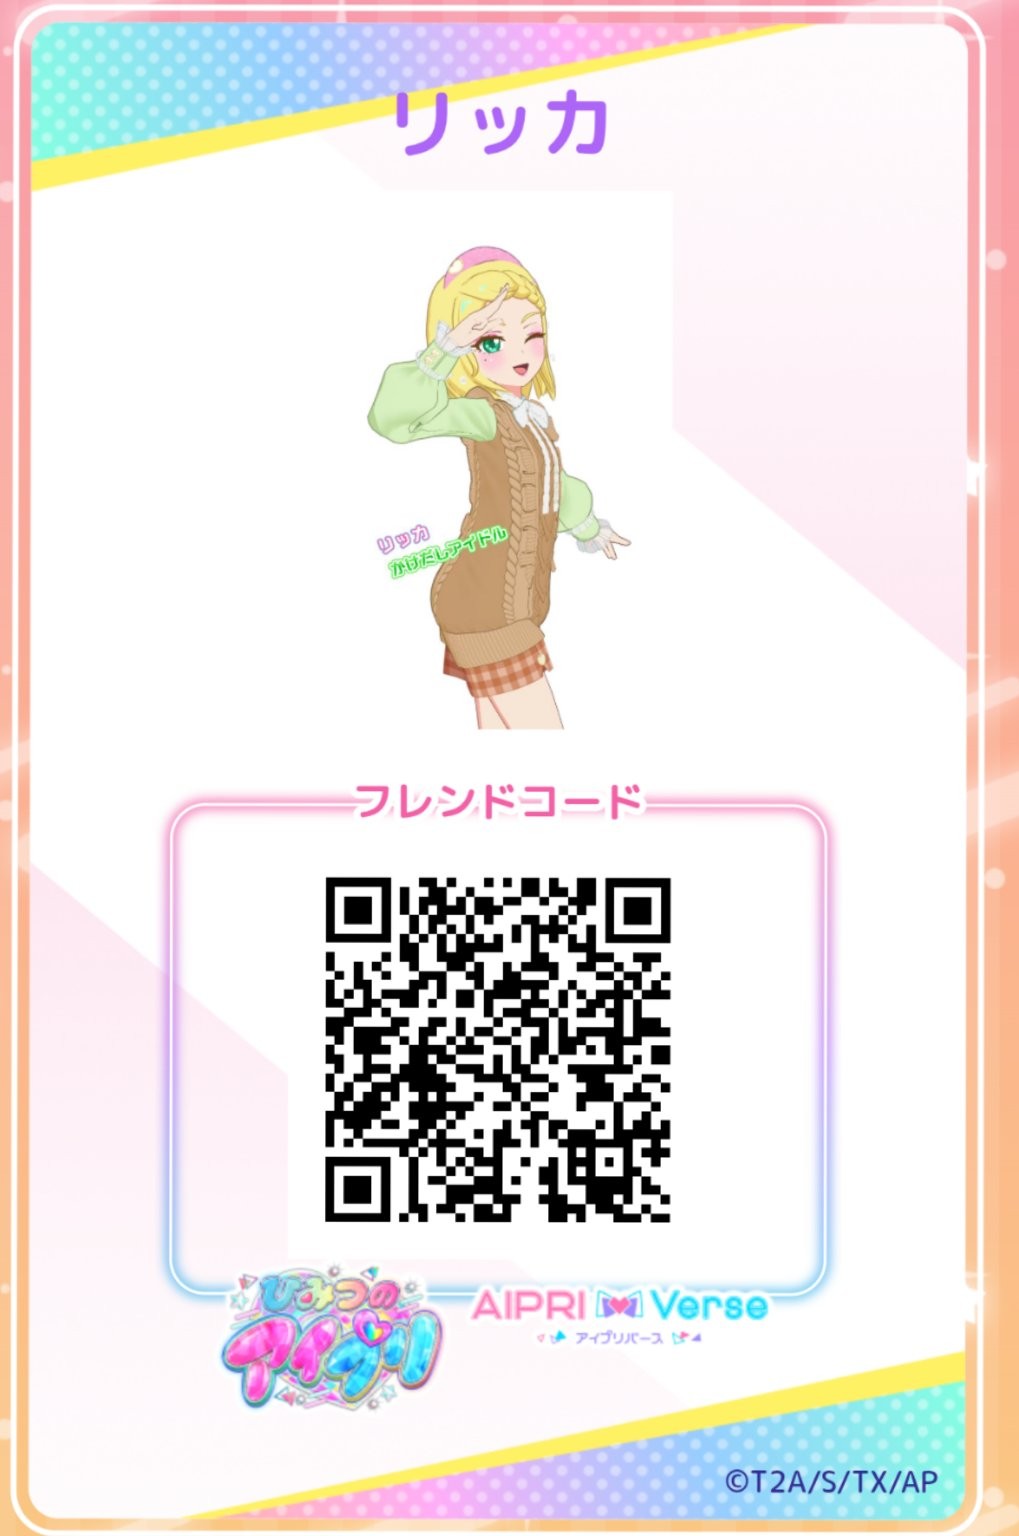 リッカ
リッカ
かけだしアイドル
フレンドコード
ひみつの
アイプリ
AIPRI Verse
アイプリバース
©T2A/S/TX/AP